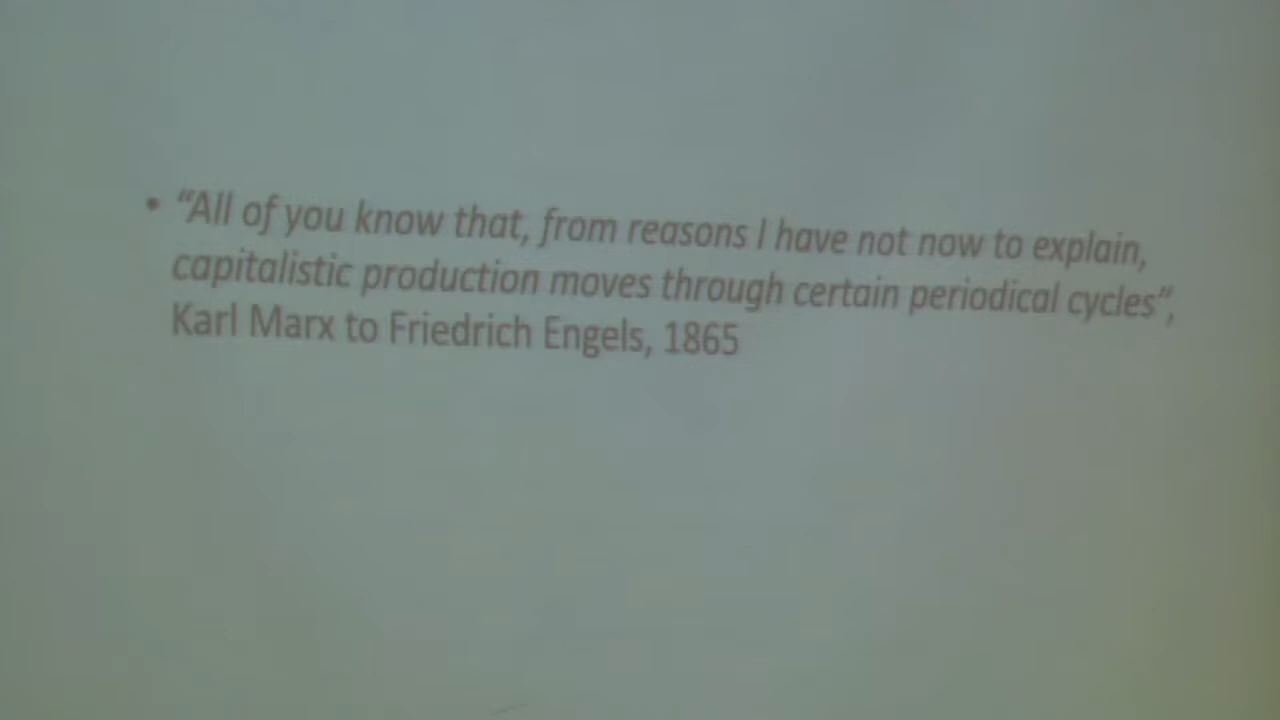 • “All of you know that, from reasons I have not now to explain,
capitalistic production moves through certain periodical cycles”,
Karl Marx to Friedrich Engels, 1865